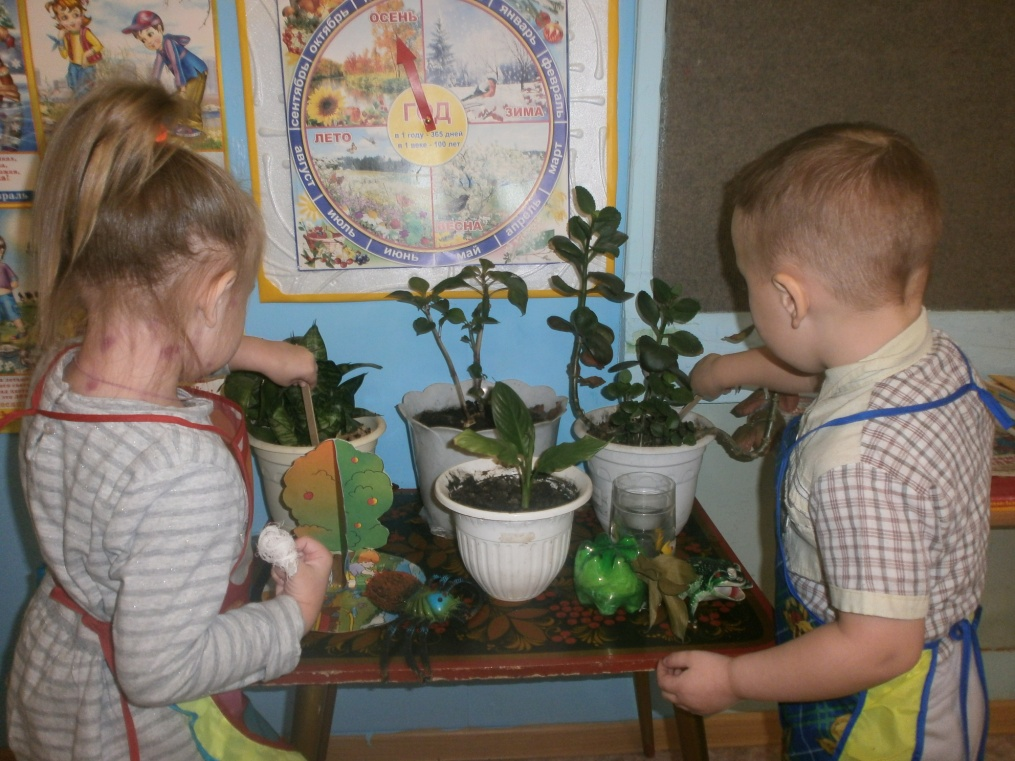 ОСЕНЬ
январь
октябрь
февраль
сентябрь
ГОД
ЗИМА
в 1 году - 365 дней
в 1 веке - 100 лет
ЛЕТО
март
август
ВЕСНА
апрель
июль
июнь
май